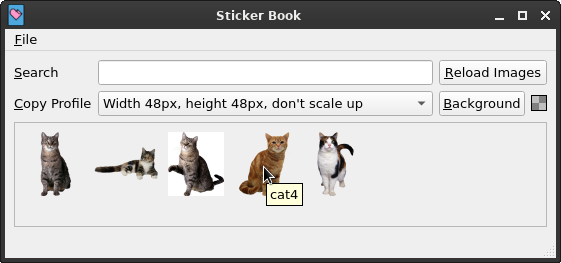 Sticker Book
File
Search
Reload Images
Copy Profile
Width 48px, height 48px, don't scale up
Background
cat4